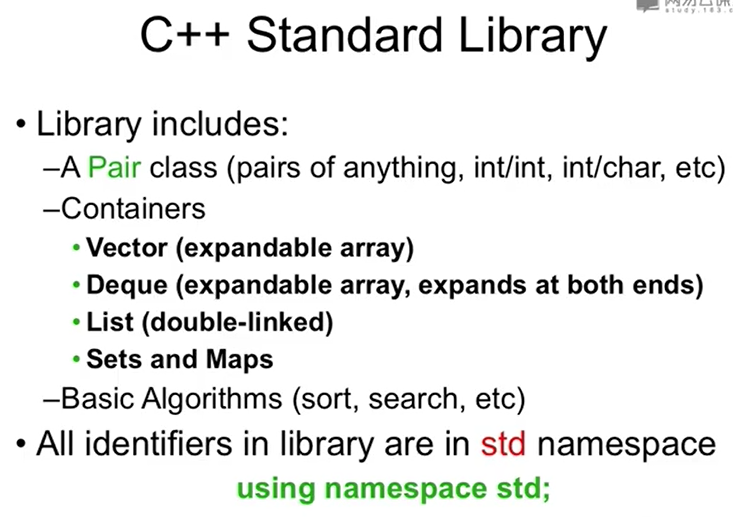 C++ Standard Library
• Library includes:
–A Pair class (pairs of anything, int/int, int/char, etc)
–Containers
• Vector (expandable array)
• Deque (expandable array, expands at both ends)
• List (double-linked)
• Sets and Maps
–Basic Algorithms (sort, search, etc)
• All identifiers in library are in std namespace
using namespace std;